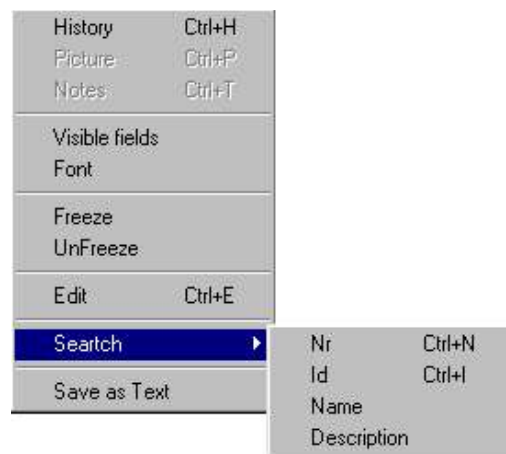 History Ctrl+H
Picture Ctrl+P
Notes Ctrl+T
Visible fields
Font
Freeze
UnFreeze
Edit Ctrl+E
Seartch
Save as Text
Nr Ctrl+N
Id Ctrl+I
Name
Description